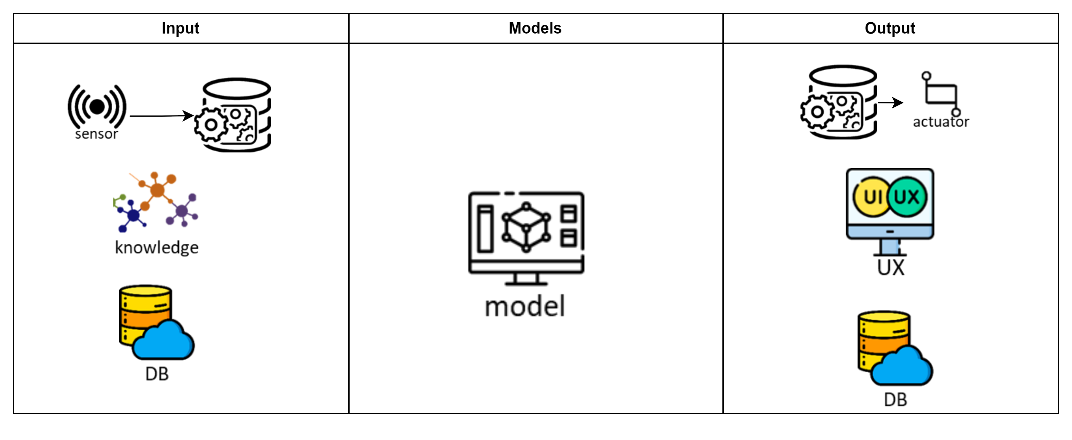 Input
Models
Output
sensor
knowledge
DB
model
actuator
UI UX
UX
DB